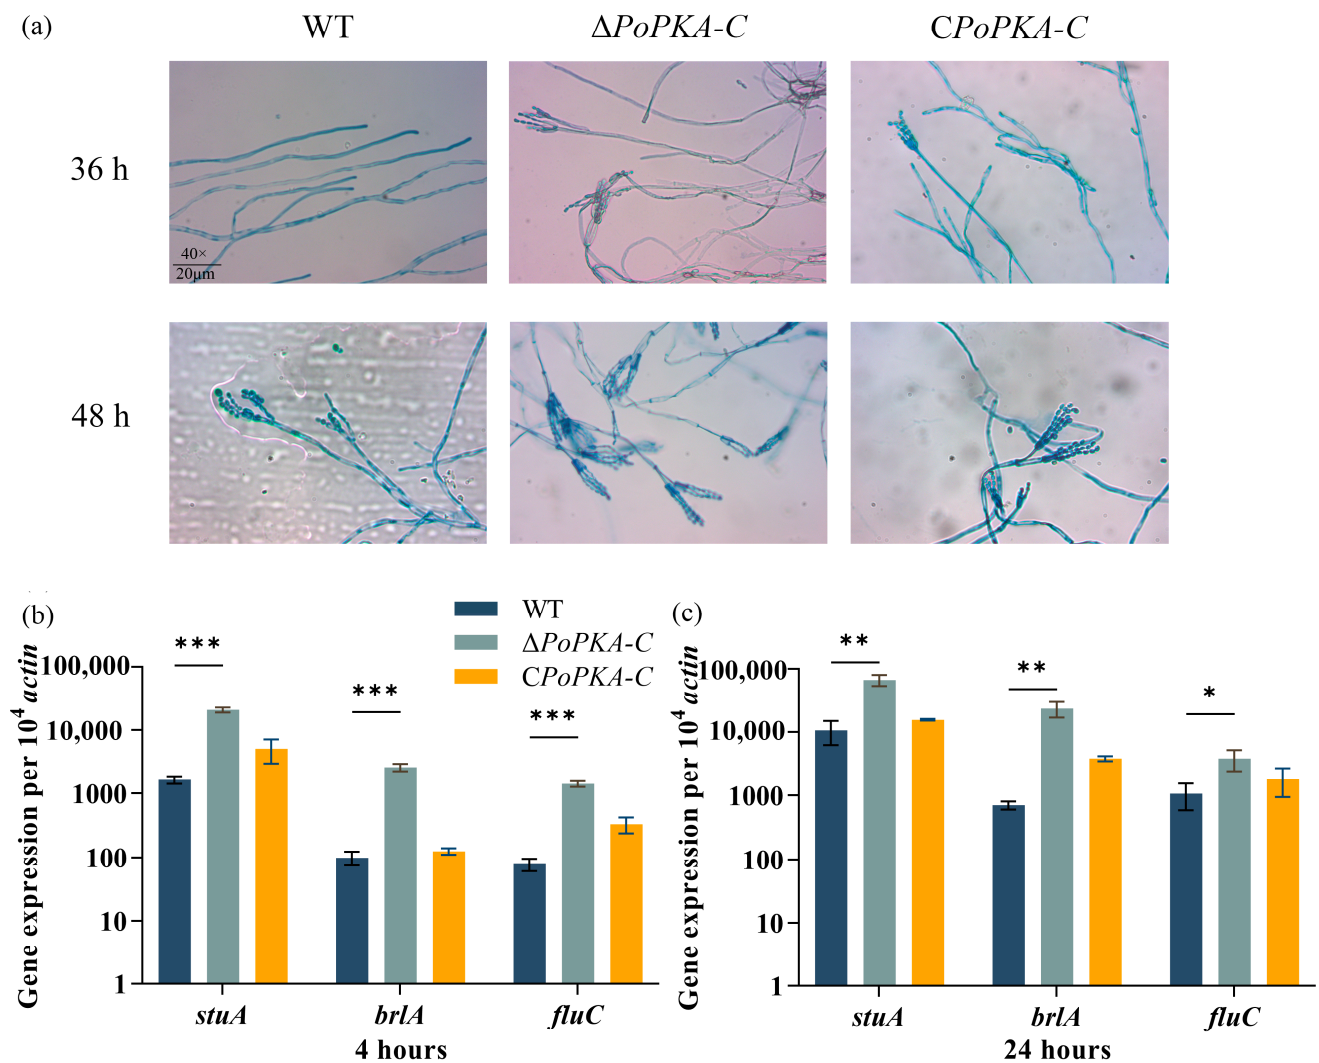 (a)
WT ΔPoPKA-C CPoPKA-C
36 h
40×
20μm
48 h
(b)
WT
ΔPoPKA-C
CPoPKA-C
Gene expression per 10⁴ actin
100,000
10,000
1000
100
10
1
***
***
***
stuA brlA fluC
4 hours
(c)
Gene expression per 10⁴ actin
100,000
10,000
1000
100
10
1
**
**
*
stuA brlA fluC
24 hours